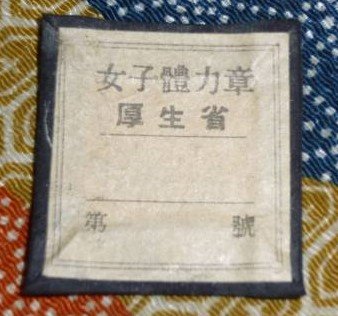 女子體力章
厚生省
第 號